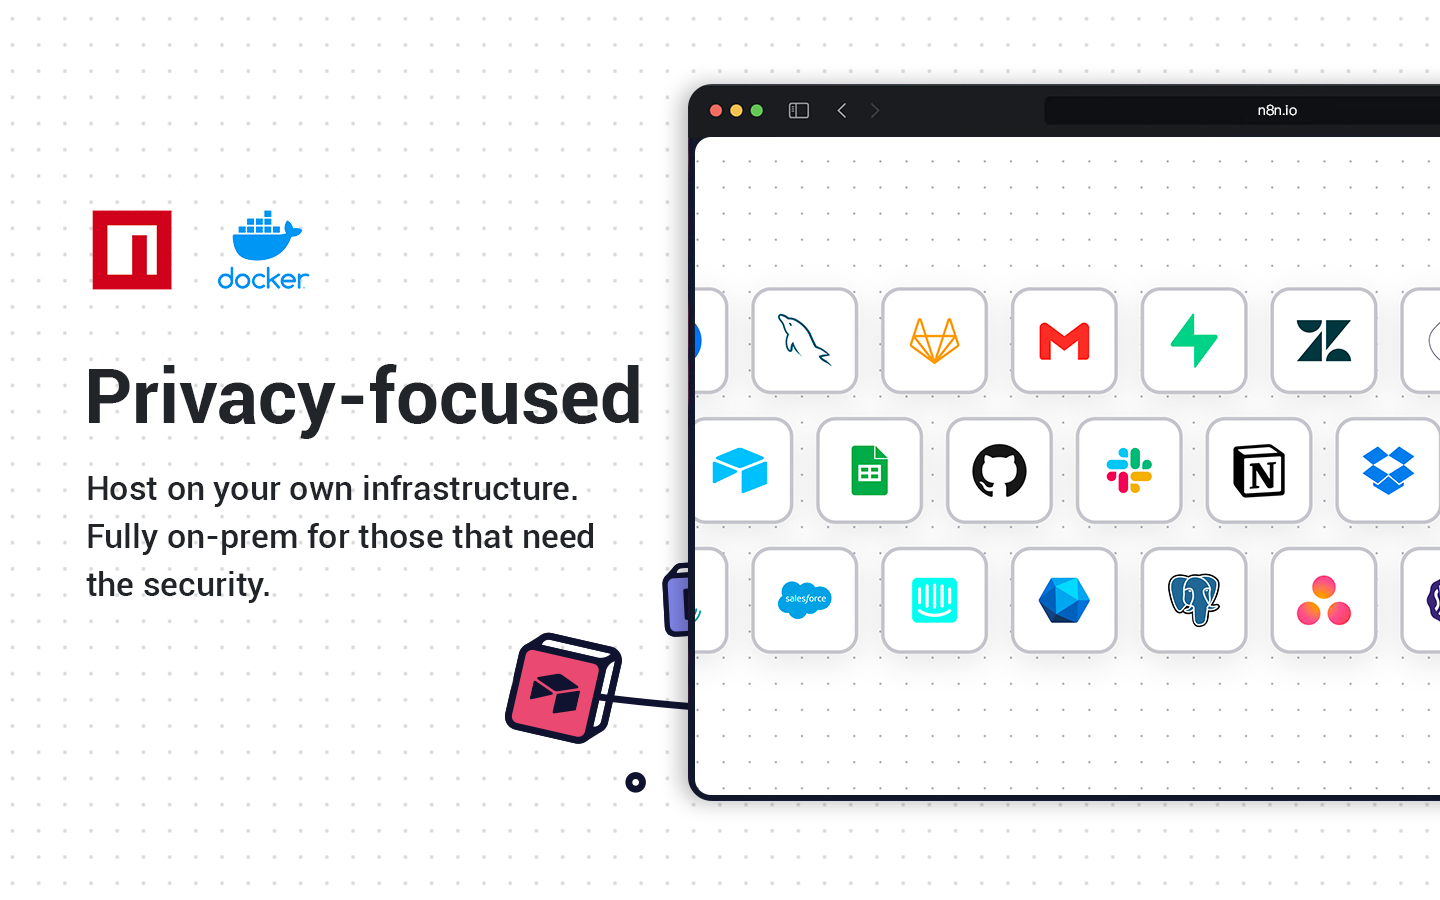 n8n.io
docker
Privacy-focused
Host on your own infrastructure.
Fully on-prem for those that need
the security.
N
salesforce